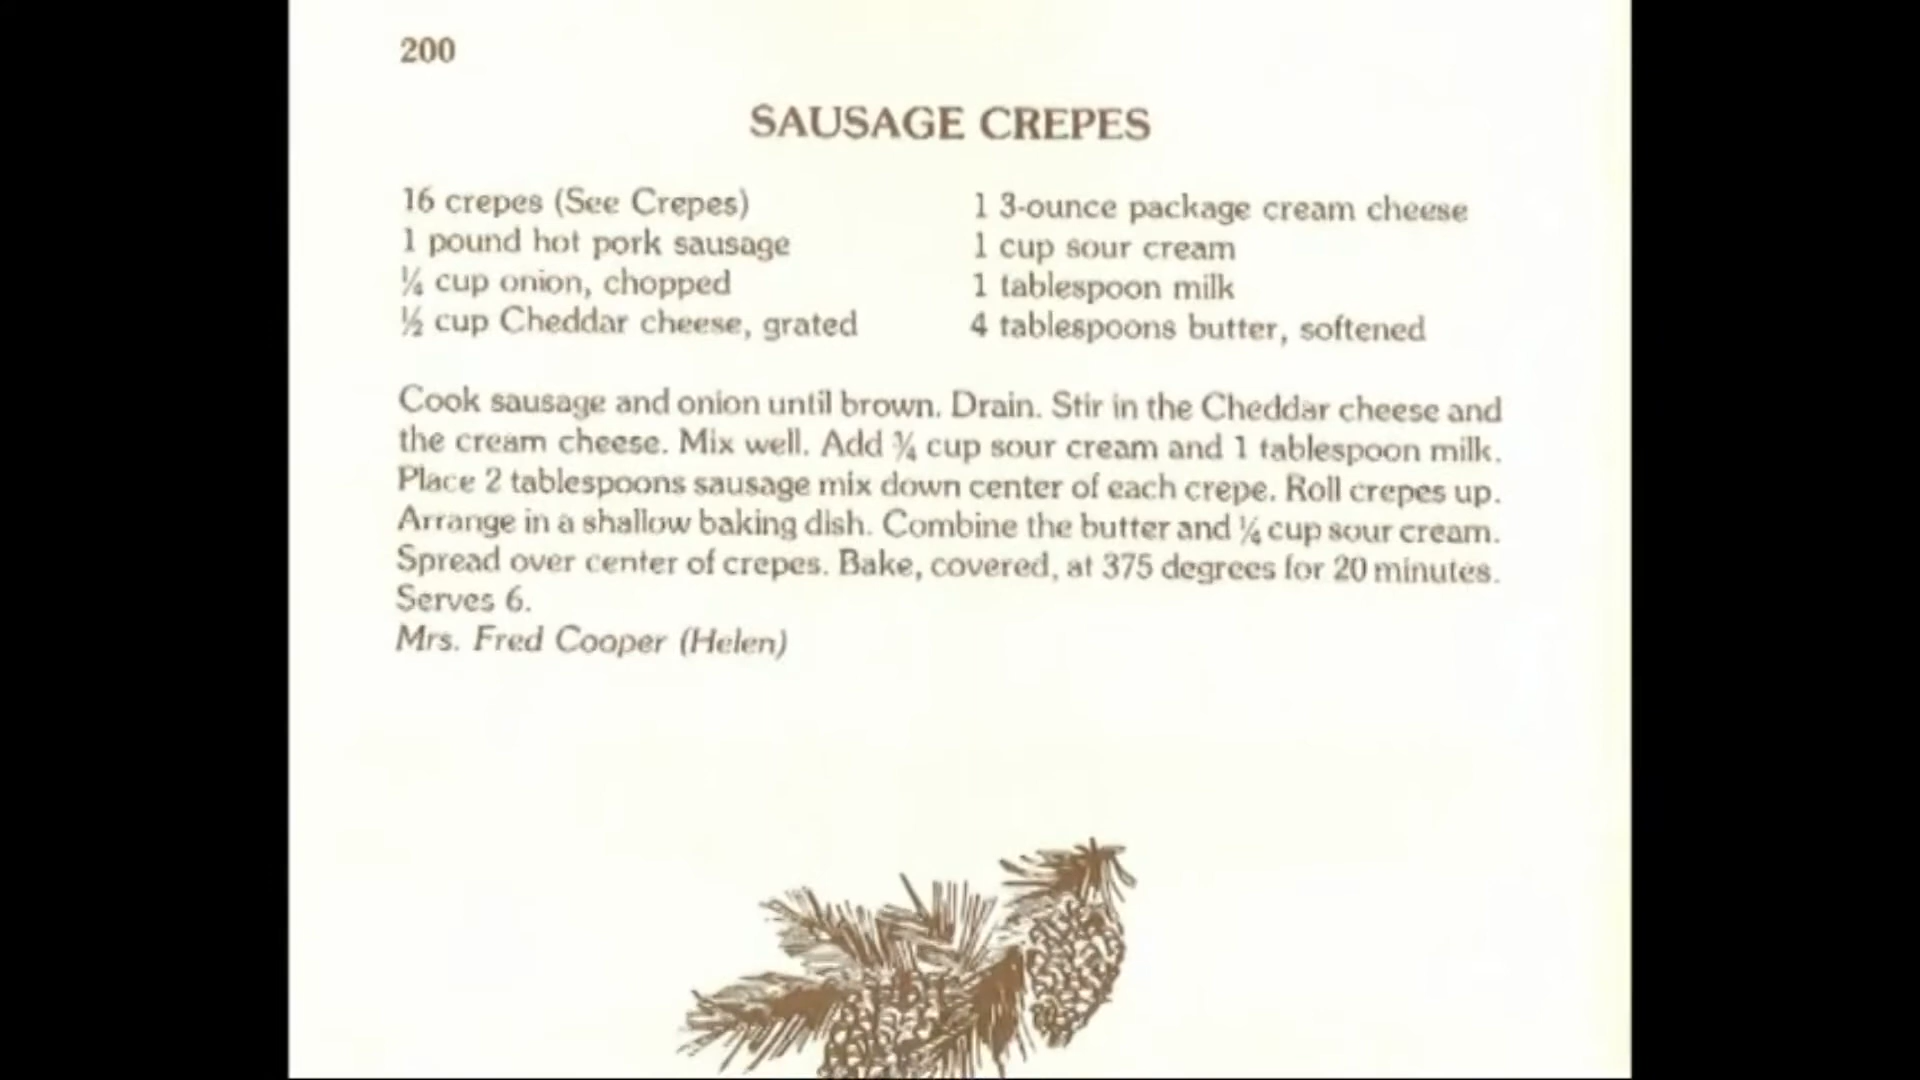 200
SAUSAGE CREPES
16 crepes (See Crepes)
1 pound hot pork sausage
¼ cup onion, chopped
½ cup Cheddar cheese, grated
1 3-ounce package cream cheese
1 cup sour cream
1 tablespoon milk
4 tablespoons butter, softened
Cook sausage and onion until brown. Drain. Stir in the Cheddar cheese and
the cream cheese. Mix well. Add ¾ cup sour cream and 1 tablespoon milk.
Place 2 tablespoons sausage mix down center of each crepe. Roll crepes up.
Arrange in a shallow baking dish. Combine the butter and ¼ cup sour cream.
Spread over center of crepes. Bake, covered, at 375 degrees for 20 minutes.
Serves 6.
Mrs. Fred Cooper (Helen)